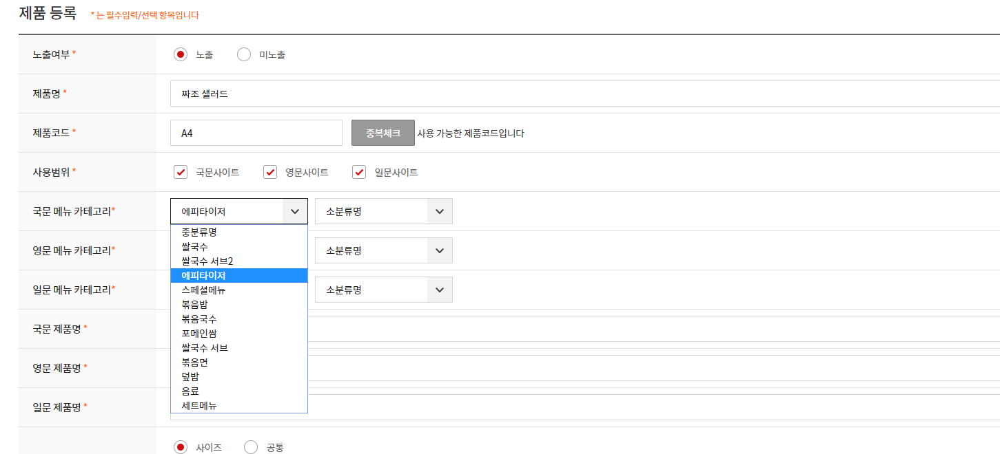 제품 등록 * 는 필수입력/선택 항목입니다
노출여부 * 노출 미노출
제품명 * 짜조 샐러드
제품코드 * A4 중복체크 사용 가능한 제품코드입니다
사용범위 * 국문사이트 영문사이트 일문사이트
국문 메뉴 카테고리* 에피타이저 소분류명
중분류명
쌀국수
쌀국수 서브2
에피타이저
스페셜메뉴
볶음밥
볶음국수
포메인쌈
쌀국수 서브
볶음면
덮밥
음료
세트메뉴
영문 메뉴 카테고리* 소분류명
일문 메뉴 카테고리* 소분류명
국문 제품명 *
영문 제품명 *
일문 제품명 *
사이즈 공통